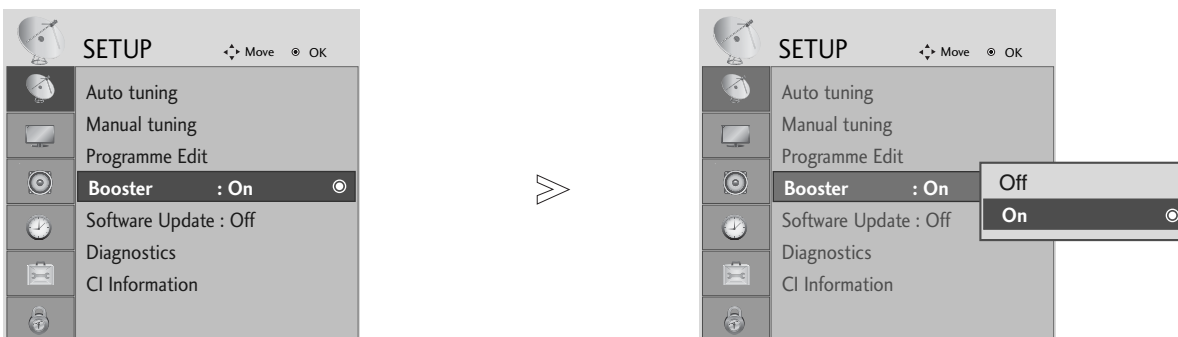 SETUP Move OK
Auto tuning
Manual tuning
Programme Edit
Booster : On
Software Update : Off
Diagnostics
CI Information
SETUP Move OK
Auto tuning
Manual tuning
Programme Edit
Booster : On
Software Update : Off
Diagnostics
CI Information
Off
On